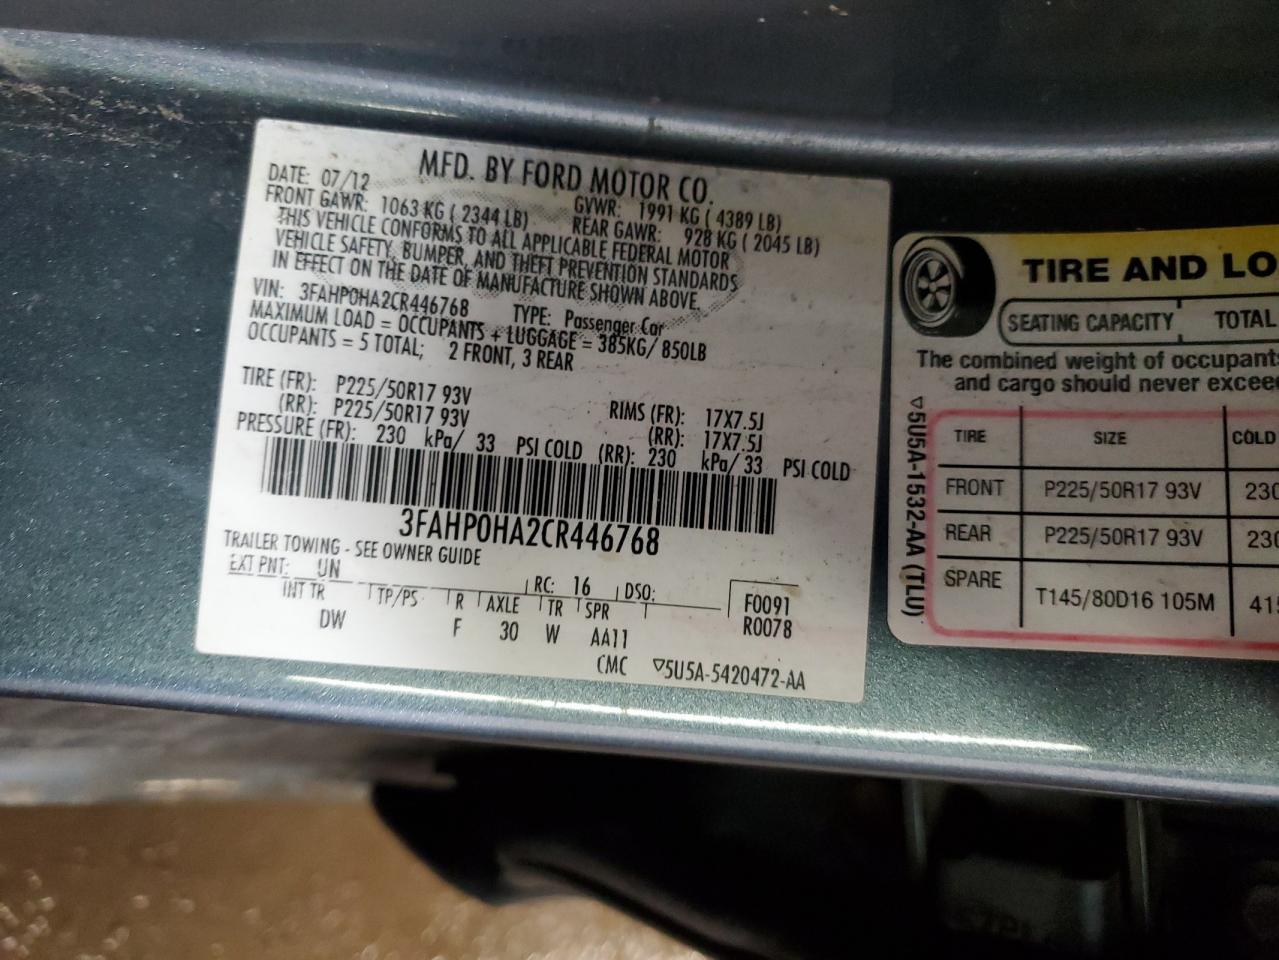 MFD. BY FORD MOTOR CO.
DATE: 07/12 GVWR: 1991 KG ( 4389 LB)
FRONT GAWR: 1063 KG ( 2344 LB) REAR GAWR: 928 KG ( 2045 LB)
THIS VEHICLE CONFORMS TO ALL APPLICABLE FEDERAL MOTOR
VEHICLE SAFETY, BUMPER, AND THEFT PREVENTION STANDARDS
IN EFFECT ON THE DATE OF MANUFACTURE SHOWN ABOVE.
VIN: 3FAHP0HA2CR446768 TYPE: Passenger Car
MAXIMUM LOAD = OCCUPANTS + LUGGAGE = 385KG/ 850LB
OCCUPANTS = 5 TOTAL; 2 FRONT, 3 REAR
TIRE (FR): P225/50R17 93V RIMS (FR): 17X7.5J
(RR): P225/50R17 93V (RR): 17X7.5J
PRESSURE (FR): 230 kPa/ 33 PSI COLD (RR): 230 kPa/ 33 PSI COLD
3FAHP0HA2CR446768
TRAILER TOWING - SEE OWNER GUIDE
EXT PNT: UN RC: 16 DSO: F0091
INT TR TP/PS R AXLE TR SPR R0078
DW F 30 W AA11
CMC ▽5U5A-5420472-AA
TIRE AND LO
SEATING CAPACITY TOTAL
The combined weight of occupants
and cargo should never excee
▽5U5A-1532-AA (TLU)
TIRE SIZE COLD
FRONT P225/50R17 93V 230
REAR P225/50R17 93V 230
SPARE T145/80D16 105M 415